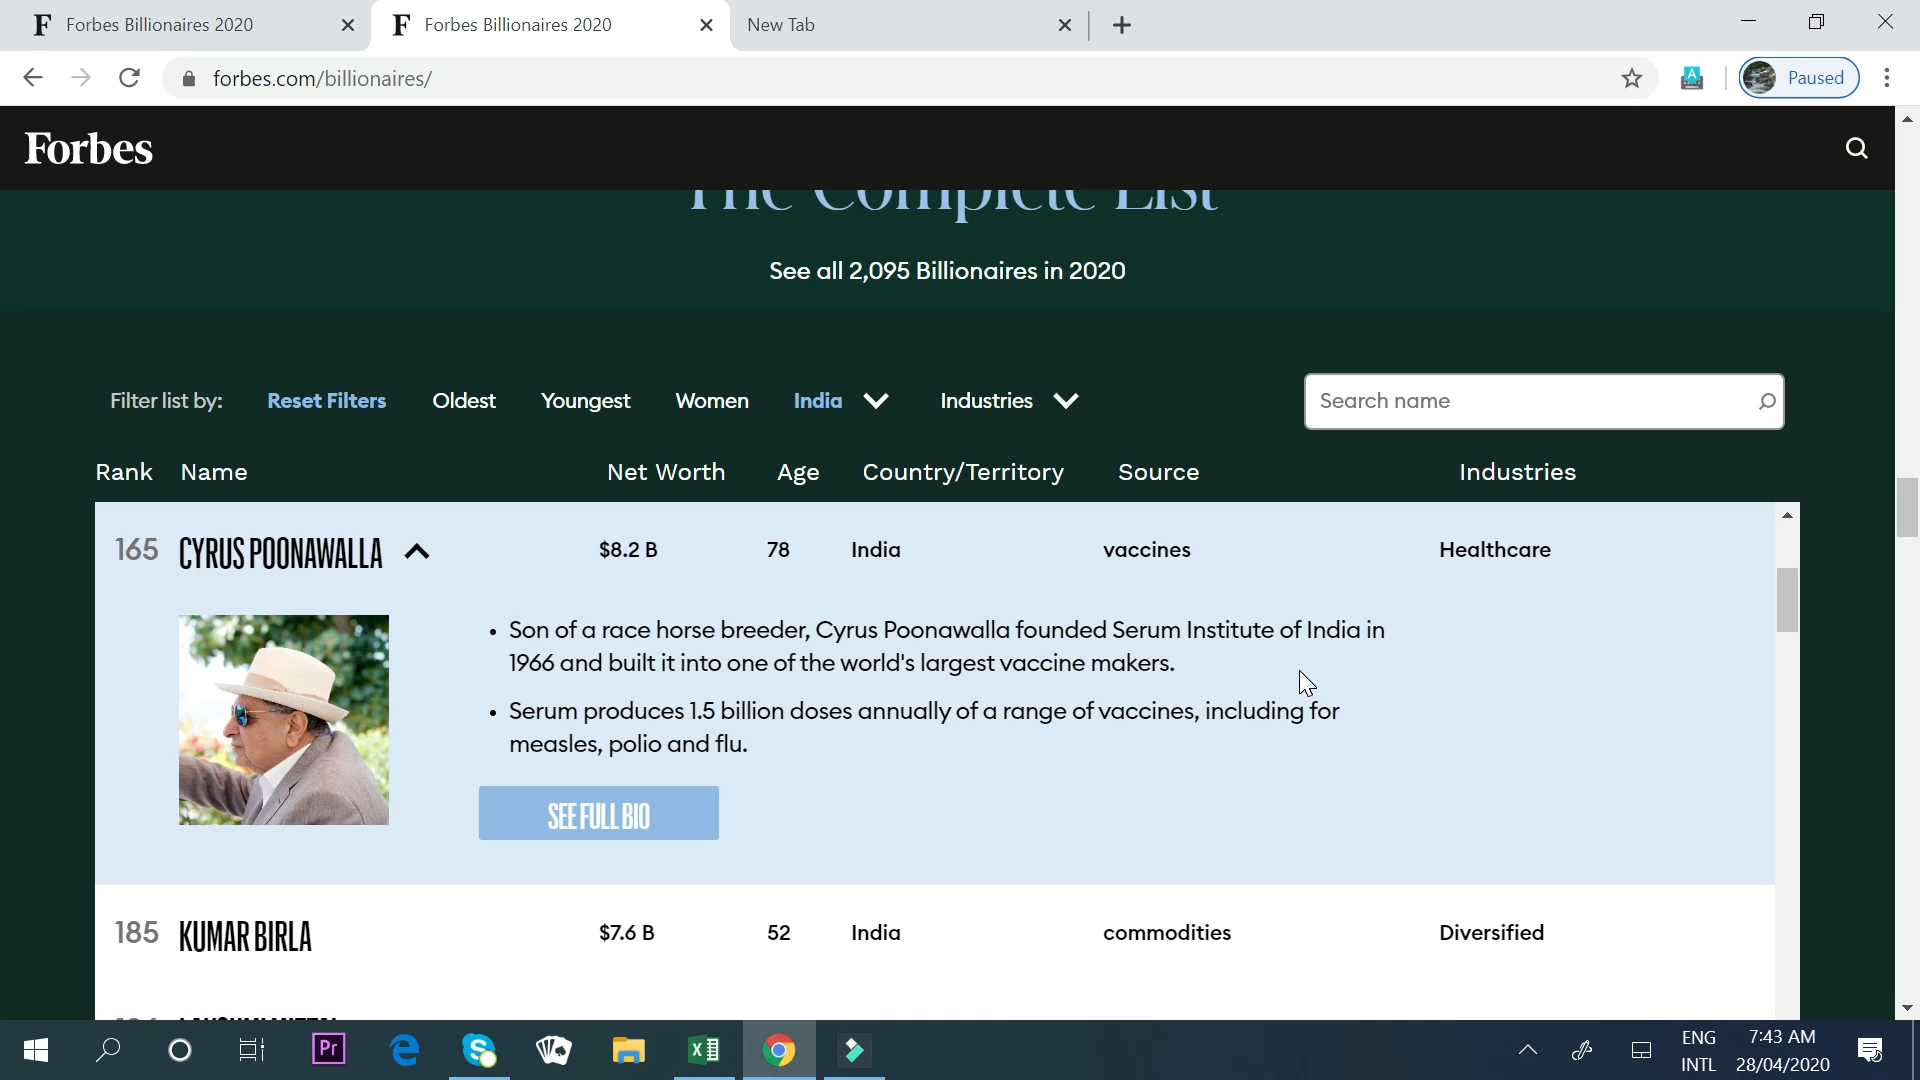 Forbes Billionaires 2020
Forbes Billionaires 2020
New Tab
forbes.com/billionaires/
Paused
Forbes
The Complete List
See all 2,095 Billionaires in 2020
Filter list by: Reset Filters Oldest Youngest Women India Industries
Search name
Rank Name Net Worth Age Country/Territory Source Industries
165 CYRUS POONAWALLA $8.2 B 78 India vaccines Healthcare
• Son of a race horse breeder, Cyrus Poonawalla founded Serum Institute of India in
1966 and built it into one of the world's largest vaccine makers.
• Serum produces 1.5 billion doses annually of a range of vaccines, including for
measles, polio and flu.
SEE FULL BIO
185 KUMAR BIRLA $7.6 B 52 India commodities Diversified
Pr
ENG 7:43 AM
INTL 28/04/2020